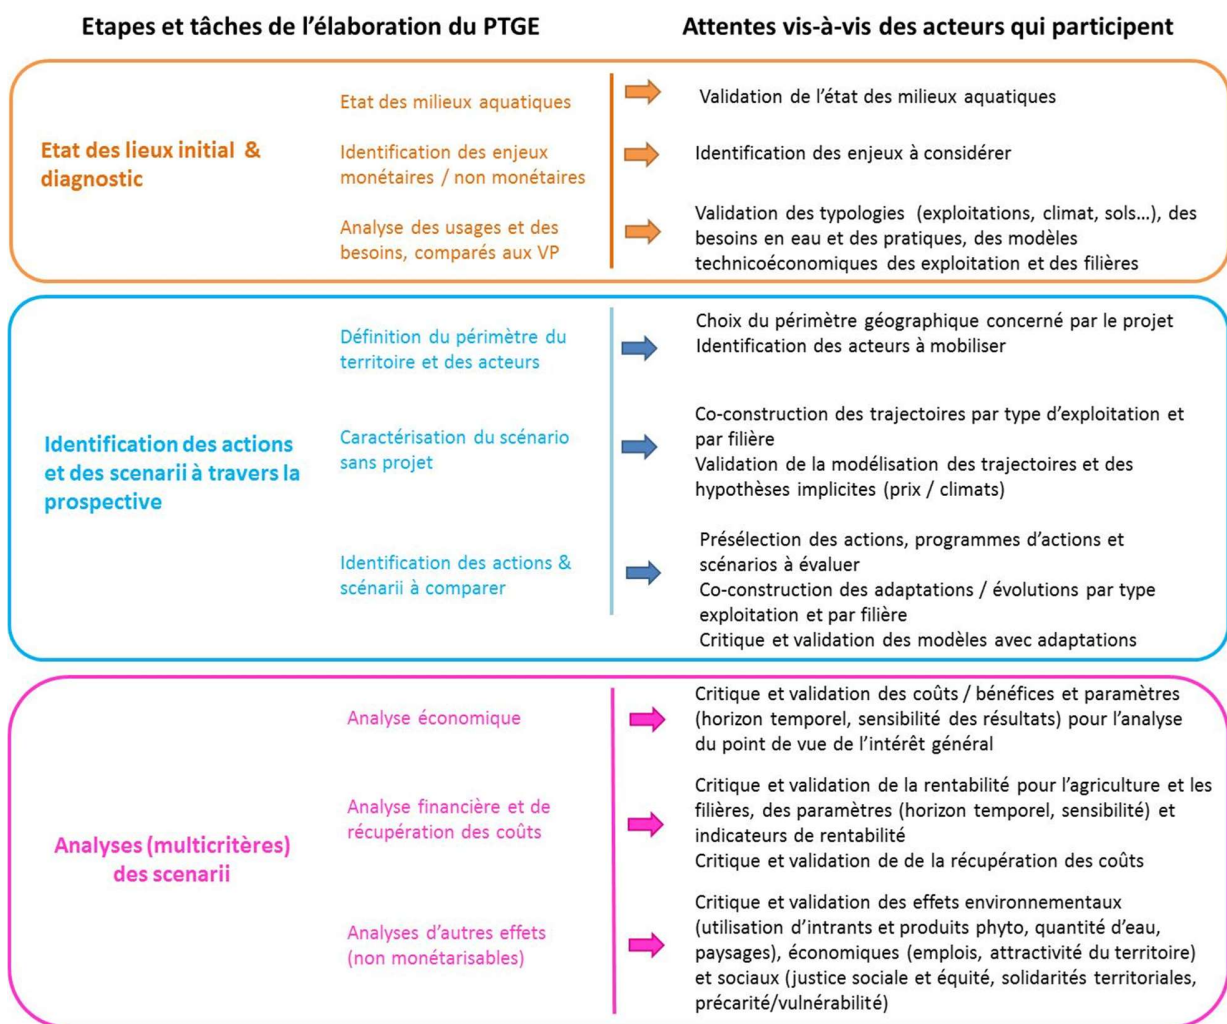 Etapes et tâches de l'élaboration du PTGE
Attentes vis-à-vis des acteurs qui participent
Etat des lieux initial &
diagnostic
Etat des milieux aquatiques
Validation de l'état des milieux aquatiques
Identification des enjeux
monétaires / non monétaires
Identification des enjeux à considérer
Analyse des usages et des
besoins, comparés aux VP
Validation des typologies (exploitations, climat, sols...), des
besoins en eau et des pratiques, des modèles
technicoéconomiques des exploitation et des filières
Identification des actions
et des scenarii à travers la
prospective
Définition du périmètre du
territoire et des acteurs
Choix du périmètre géographique concerné par le projet
Identification des acteurs à mobiliser
Caractérisation du scénario
sans projet
Co-construction des trajectoires par type d'exploitation et
par filière
Validation de la modélisation des trajectoires et des
hypothèses implicites (prix / climats)
Identification des actions &
scénarii à comparer
Présélection des actions, programmes d'actions et
scénarios à évaluer
Co-construction des adaptations / évolutions par type
exploitation et par filière
Critique et validation des modèles avec adaptations
Analyses (multicritères)
des scenarii
Analyse économique
Critique et validation des coûts / bénéfices et paramètres
(horizon temporel, sensibilité des résultats) pour l'analyse
du point de vue de l'intérêt général
Analyse financière et de
récupération des coûts
Critique et validation de la rentabilité pour l'agriculture et les
filières, des paramètres (horizon temporel, sensibilité) et
indicateurs de rentabilité
Critique et validation de de la récupération des coûts
Analyses d'autres effets
(non monétarisables)
Critique et validation des effets environnementaux
(utilisation d'intrants et produits phyto, quantité d'eau,
paysages), économiques (emplois, attractivité du territoire)
et sociaux (justice sociale et équité, solidarités territoriales,
précarité/vulnérabilité)